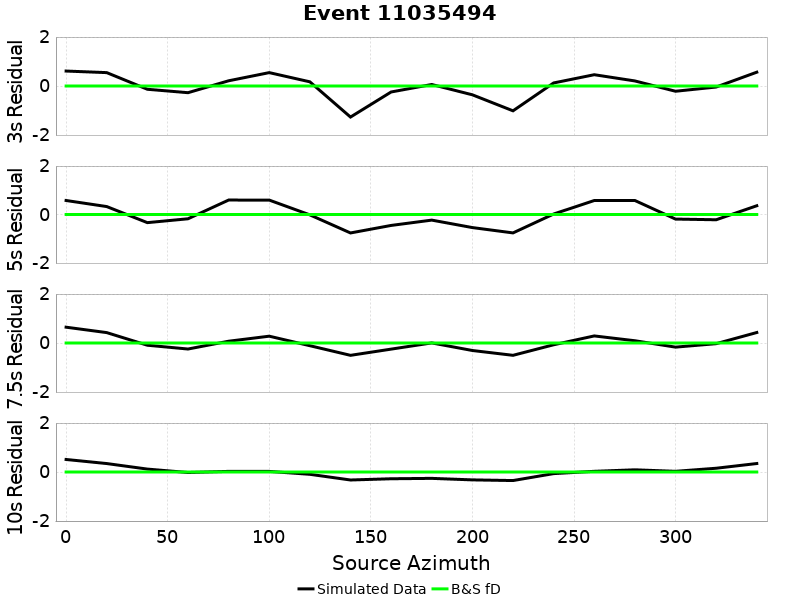 Event 11035494
3s Residual
2
0
-2
5s Residual
2
0
-2
7.5s Residual
2
0
-2
10s Residual
2
0
-2
0 50 100 150 200 250 300
Source Azimuth
Simulated Data B&S fD